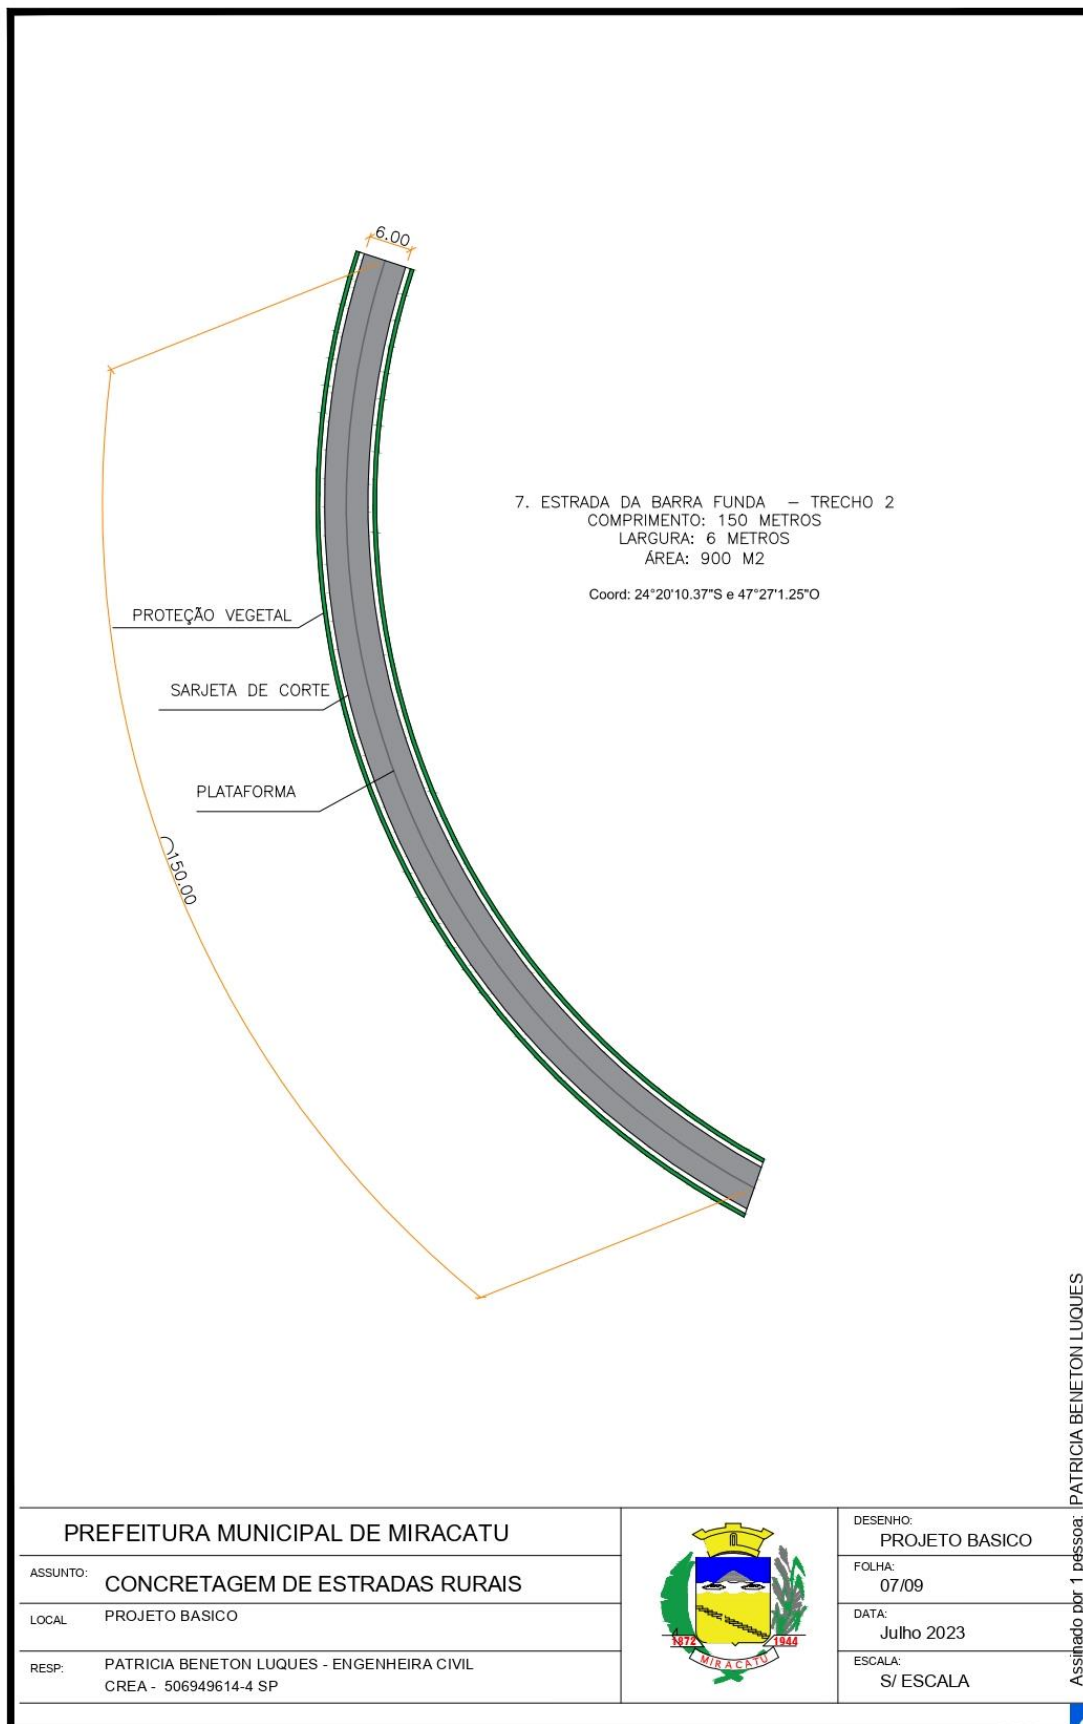 6.00
7. ESTRADA DA BARRA FUNDA – TRECHO 2
COMPRIMENTO: 150 METROS
LARGURA: 6 METROS
ÁREA: 900 M2
Coord: 24°20'10.37"S e 47°27'1.25"O
PROTEÇÃO VEGETAL
SARJETA DE CORTE
PLATAFORMA
150.00
Assinado por 1 pessoa: PATRICIA BENETON LUQUES
PREFEITURA MUNICIPAL DE MIRACATU
ASSUNTO: CONCRETAGEM DE ESTRADAS RURAIS
LOCAL PROJETO BASICO
RESP: PATRICIA BENETON LUQUES - ENGENHEIRA CIVIL
CREA - 506949614-4 SP
1872 1944
MIRACATU
DESENHO:
PROJETO BASICO
FOLHA:
07/09
DATA:
Julho 2023
ESCALA:
S/ ESCALA